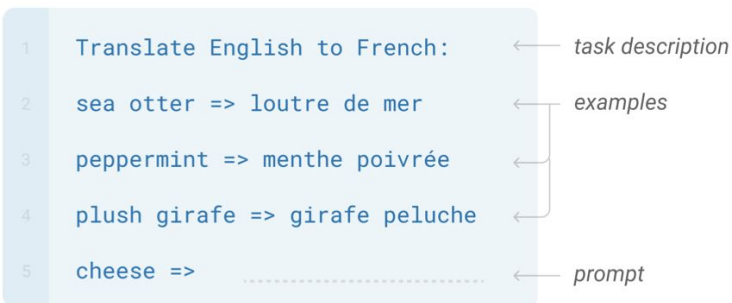 1 Translate English to French: task description
2 sea otter => loutre de mer examples
3 peppermint => menthe poivrée
4 plush girafe => girafe peluche
5 cheese => prompt